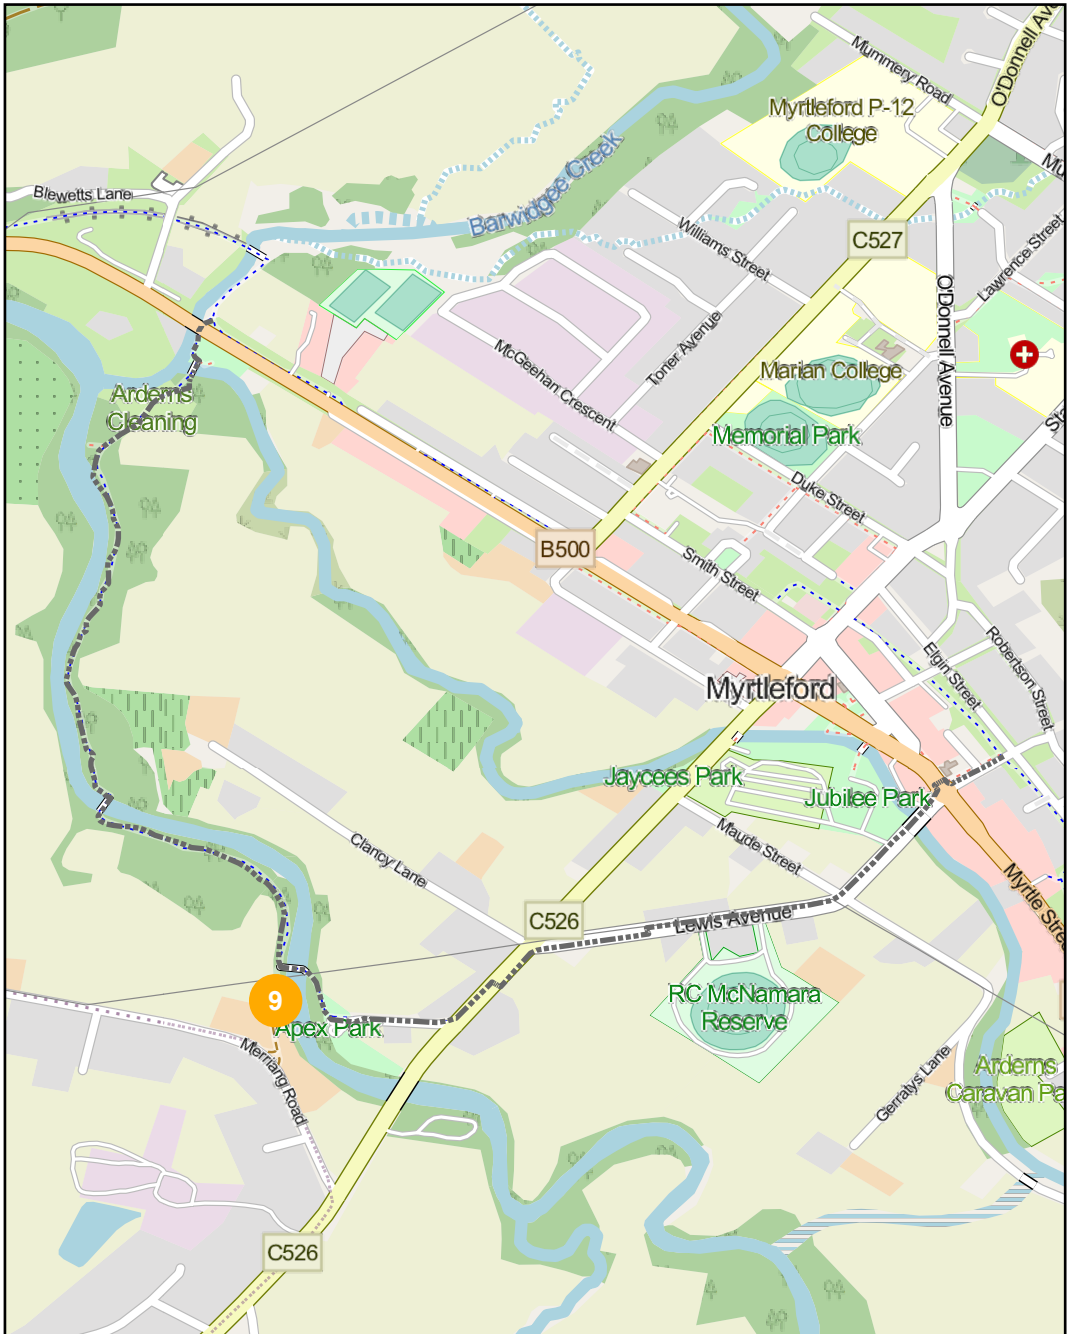 O'Donnell Ave
Mummery Road
Myrtleford P-12
College
Blewetts Lane
Barwidgee Creek
Williams Street
C527
Lawrence Street
O'Donnell Avenue
Toner Avenue
McGeehan Crescent
Marian College
Arderns
Cleaning
Memorial Park
Duke Street
B500
Smith Street
Elgin Street
Robertson Street
Myrtleford
Jaycees Park
Jubilee Park
Maude Street
Clancy Lane
Myrtle Stree
C526
Lewis Avenue
RC McNamara
Reserve
9
Apex Park
Merriang Road
Gerratys Lane
Arderns
Caravan Pa
C526